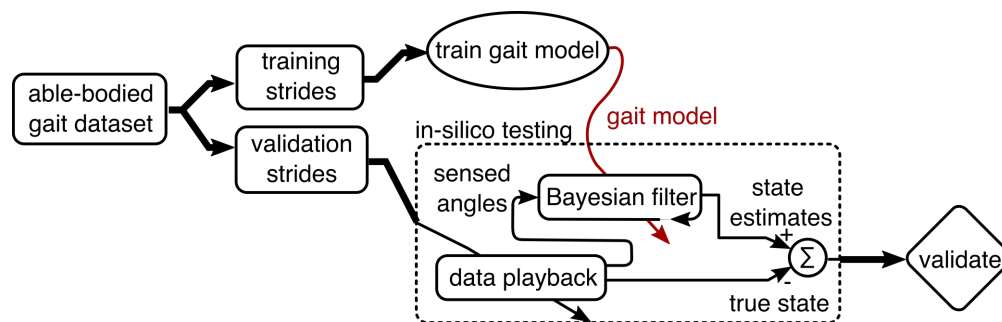 able-bodied
gait dataset
training
strides
validation
strides
train gait model
gait model
in-silico testing
sensed
angles
Bayesian filter
data playback
state
estimates
+
Σ
-
true state
validate